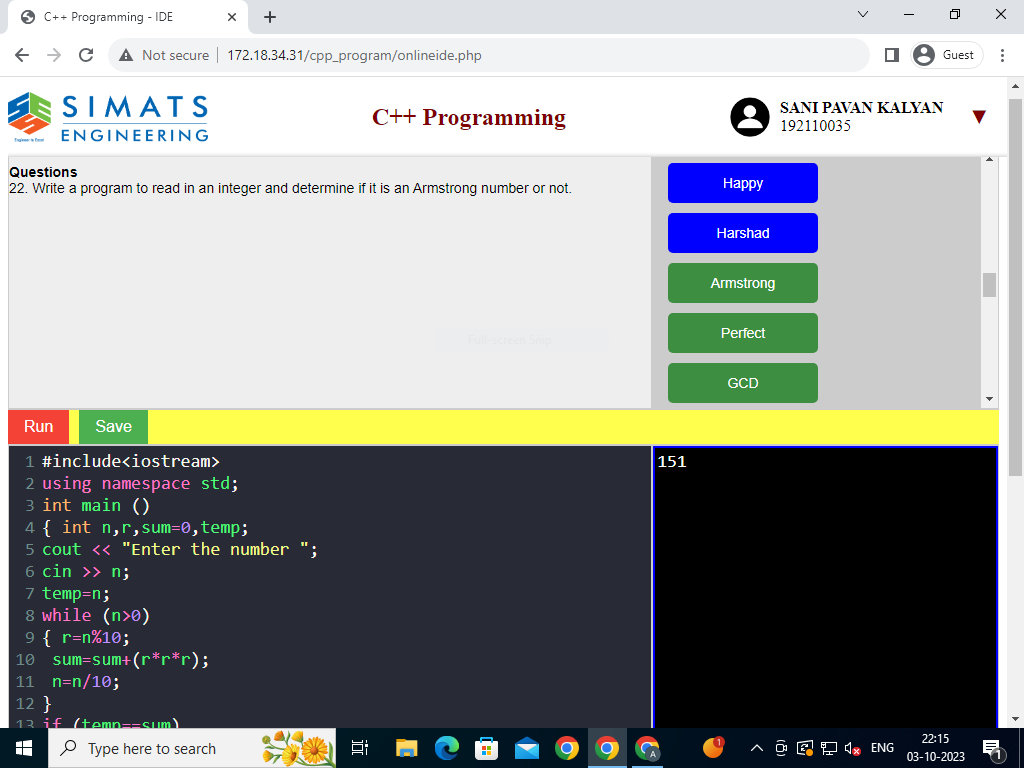 C++ Programming - IDE
Not secure
172.18.34.31/cpp_program/onlineide.php
Guest
SIMATS
ENGINEERING
C++ Programming
SANI PAVAN KALYAN
192110035
Questions
22. Write a program to read in an integer and determine if it is an Armstrong number or not.
Happy
Harshad
Armstrong
Perfect
GCD
Full-screen Snip
Run
Save
1 #include<iostream>
2 using namespace std;
3 int main ()
4 { int n,r,sum=0,temp;
5 cout << "Enter the number ";
6 cin >> n;
7 temp=n;
8 while (n>0)
9 { r=n%10;
10 sum=sum+(r*r*r);
11 n=n/10;
12 }
13 if (temp==sum)
151
Type here to search
A
1
ENG
22:15
03-10-2023
1